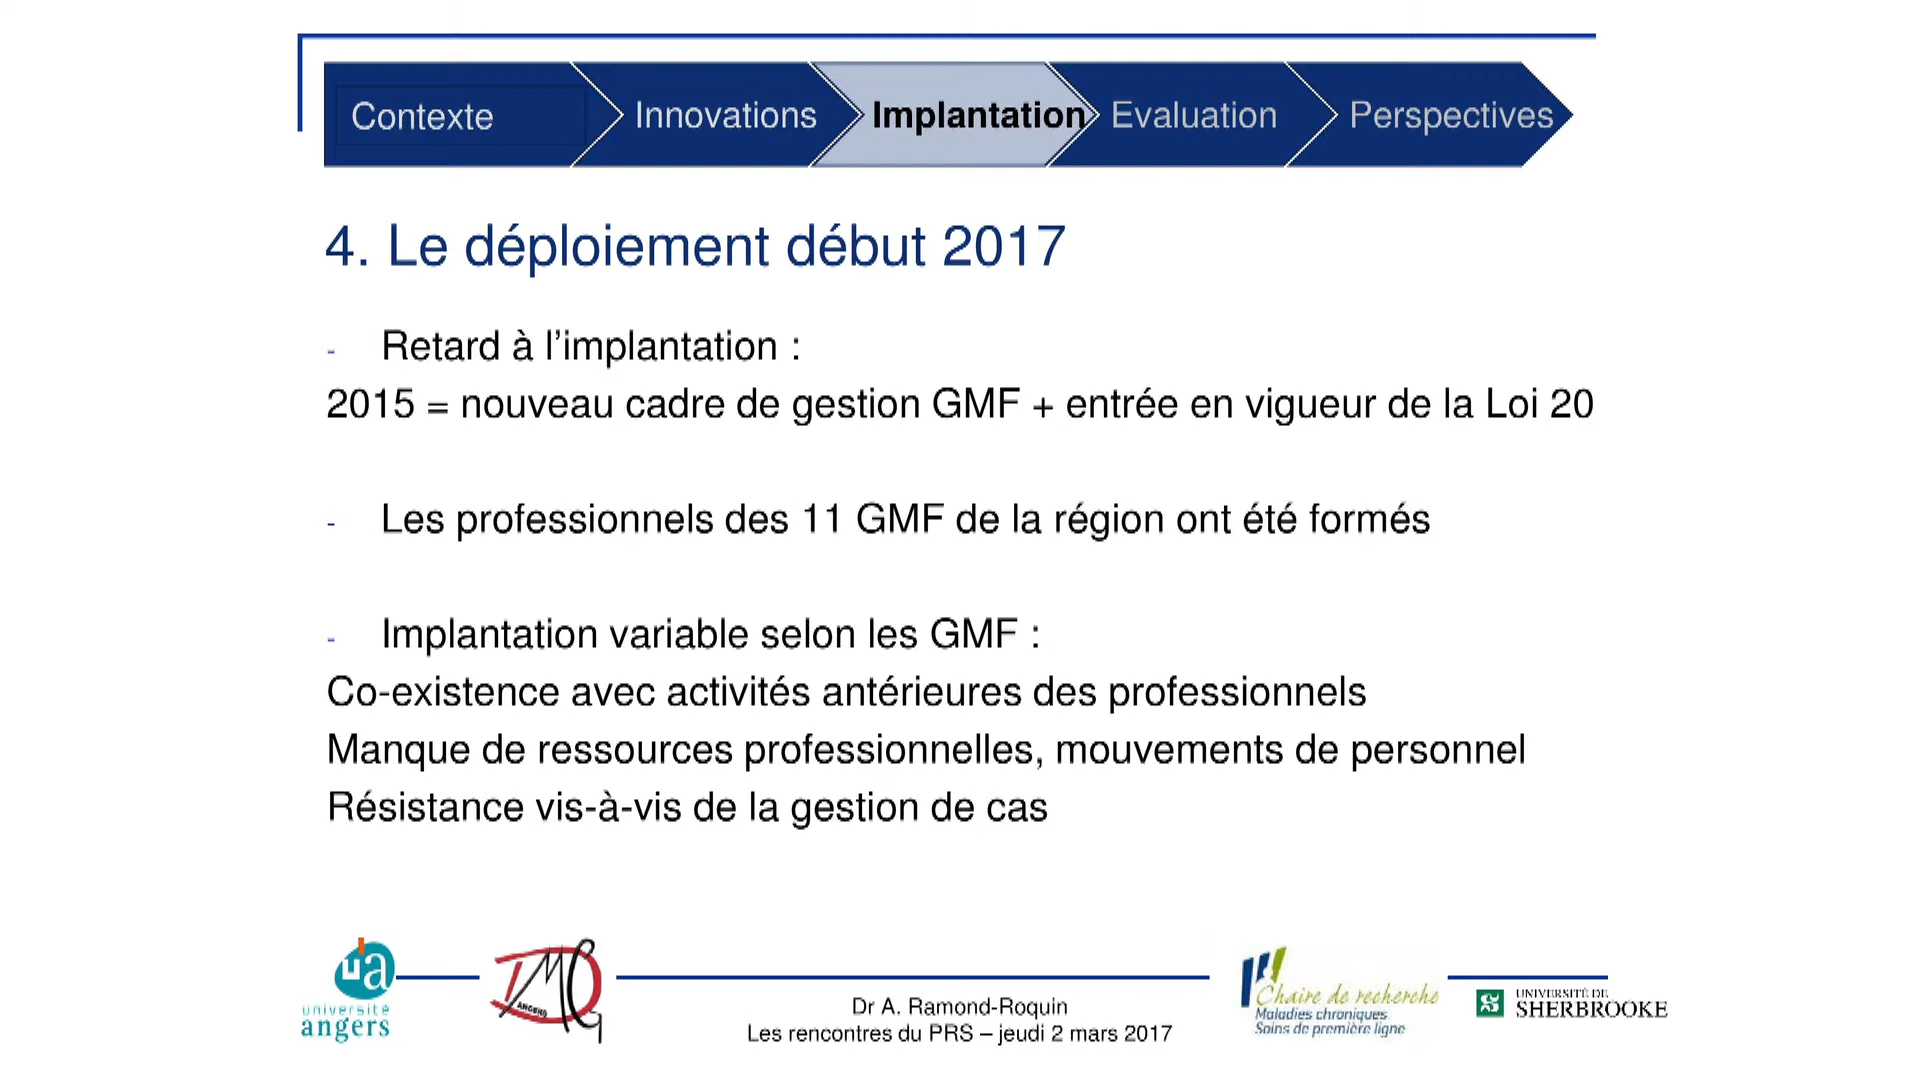 Contexte
Innovations
Implantation
Evaluation
Perspectives
4. Le déploiement début 2017
- Retard à l’implantation :
2015 = nouveau cadre de gestion GMF + entrée en vigueur de la Loi 20
- Les professionnels des 11 GMF de la région ont été formés
- Implantation variable selon les GMF :
Co-existence avec activités antérieures des professionnels
Manque de ressources professionnelles, mouvements de personnel
Résistance vis-à-vis de la gestion de cas
ua
université
angers
DMG
ANGERS
Dr A. Ramond-Roquin
Les rencontres du PRS – jeudi 2 mars 2017
Chaire de recherche
Maladies chroniques
Soins de première ligne
UNIVERSITÉ DE
SHERBROOKE